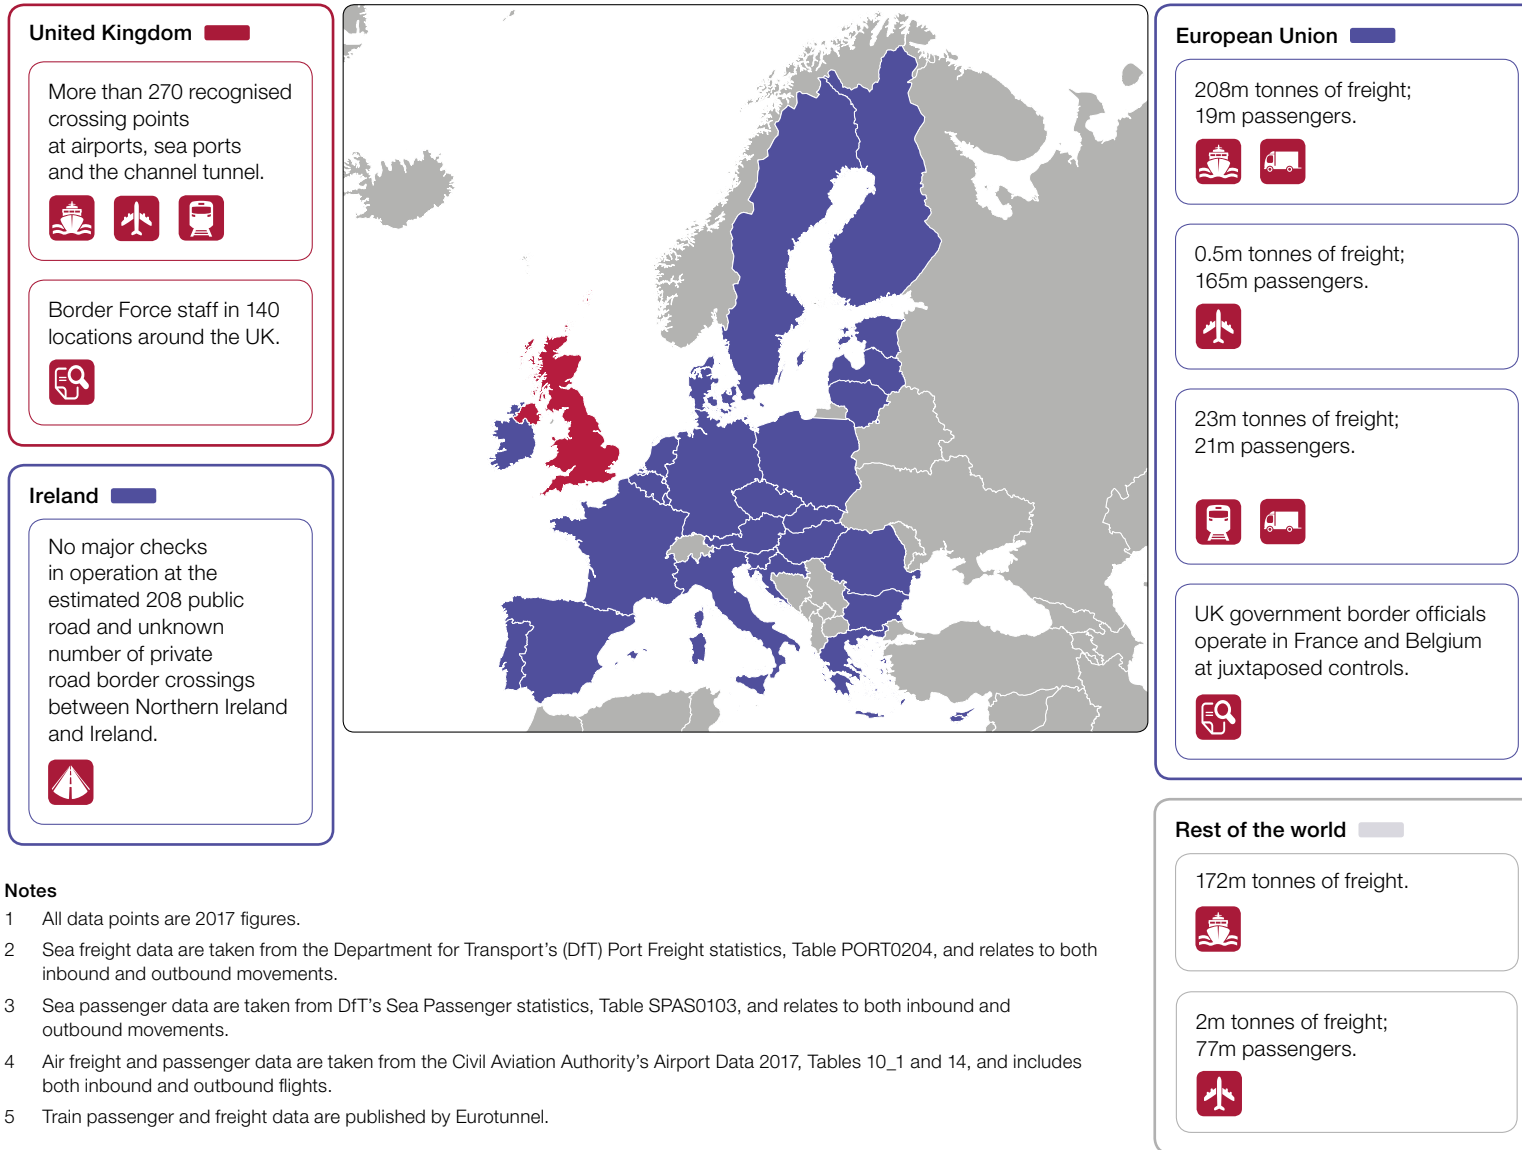 United Kingdom
More than 270 recognised
crossing points
at airports, sea ports
and the channel tunnel.
Border Force staff in 140
locations around the UK.
Ireland
No major checks
in operation at the
estimated 208 public
road and unknown
number of private
road border crossings
between Northern Ireland
and Ireland.
European Union
208m tonnes of freight;
19m passengers.
0.5m tonnes of freight;
165m passengers.
23m tonnes of freight;
21m passengers.
UK government border officials
operate in France and Belgium
at juxtaposed controls.
Rest of the world
172m tonnes of freight.
2m tonnes of freight;
77m passengers.
Notes
1 All data points are 2017 figures.
2 Sea freight data are taken from the Department for Transport's (DfT) Port Freight statistics, Table PORT0204, and relates to both
inbound and outbound movements.
3 Sea passenger data are taken from DfT's Sea Passenger statistics, Table SPAS0103, and relates to both inbound and
outbound movements.
4 Air freight and passenger data are taken from the Civil Aviation Authority's Airport Data 2017, Tables 10_1 and 14, and includes
both inbound and outbound flights.
5 Train passenger and freight data are published by Eurotunnel.